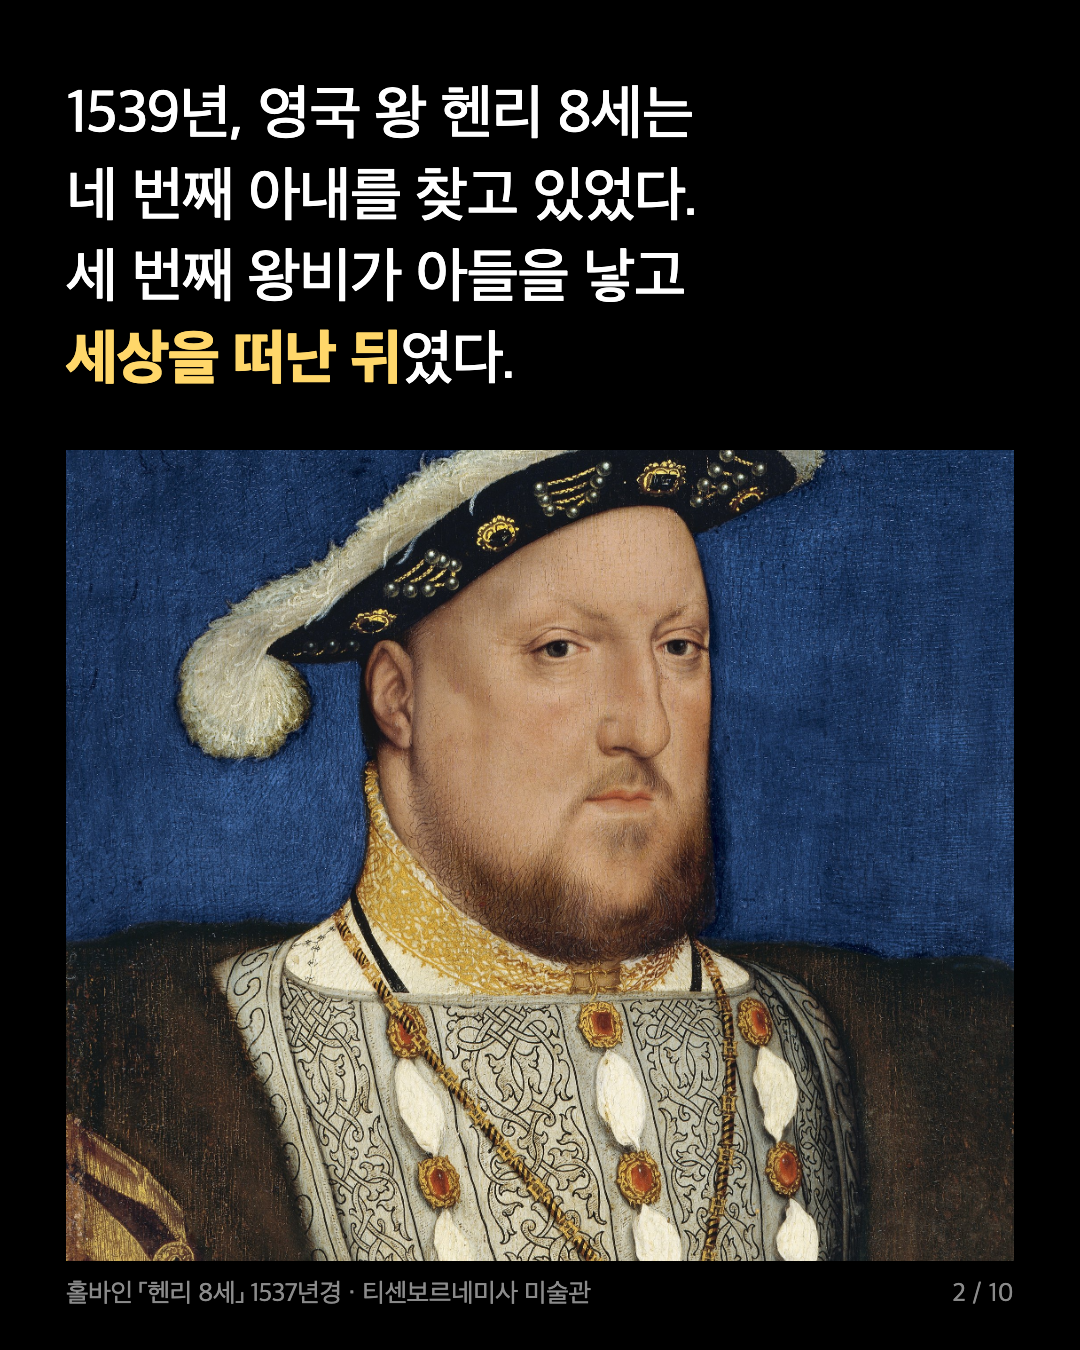 1539년, 영국 왕 헨리 8세는
네 번째 아내를 찾고 있었다.
세 번째 왕비가 아들을 낳고
세상을 떠난 뒤였다.
홀바인 「헨리 8세」 1537년경 · 티센보르네미사 미술관
2 / 10